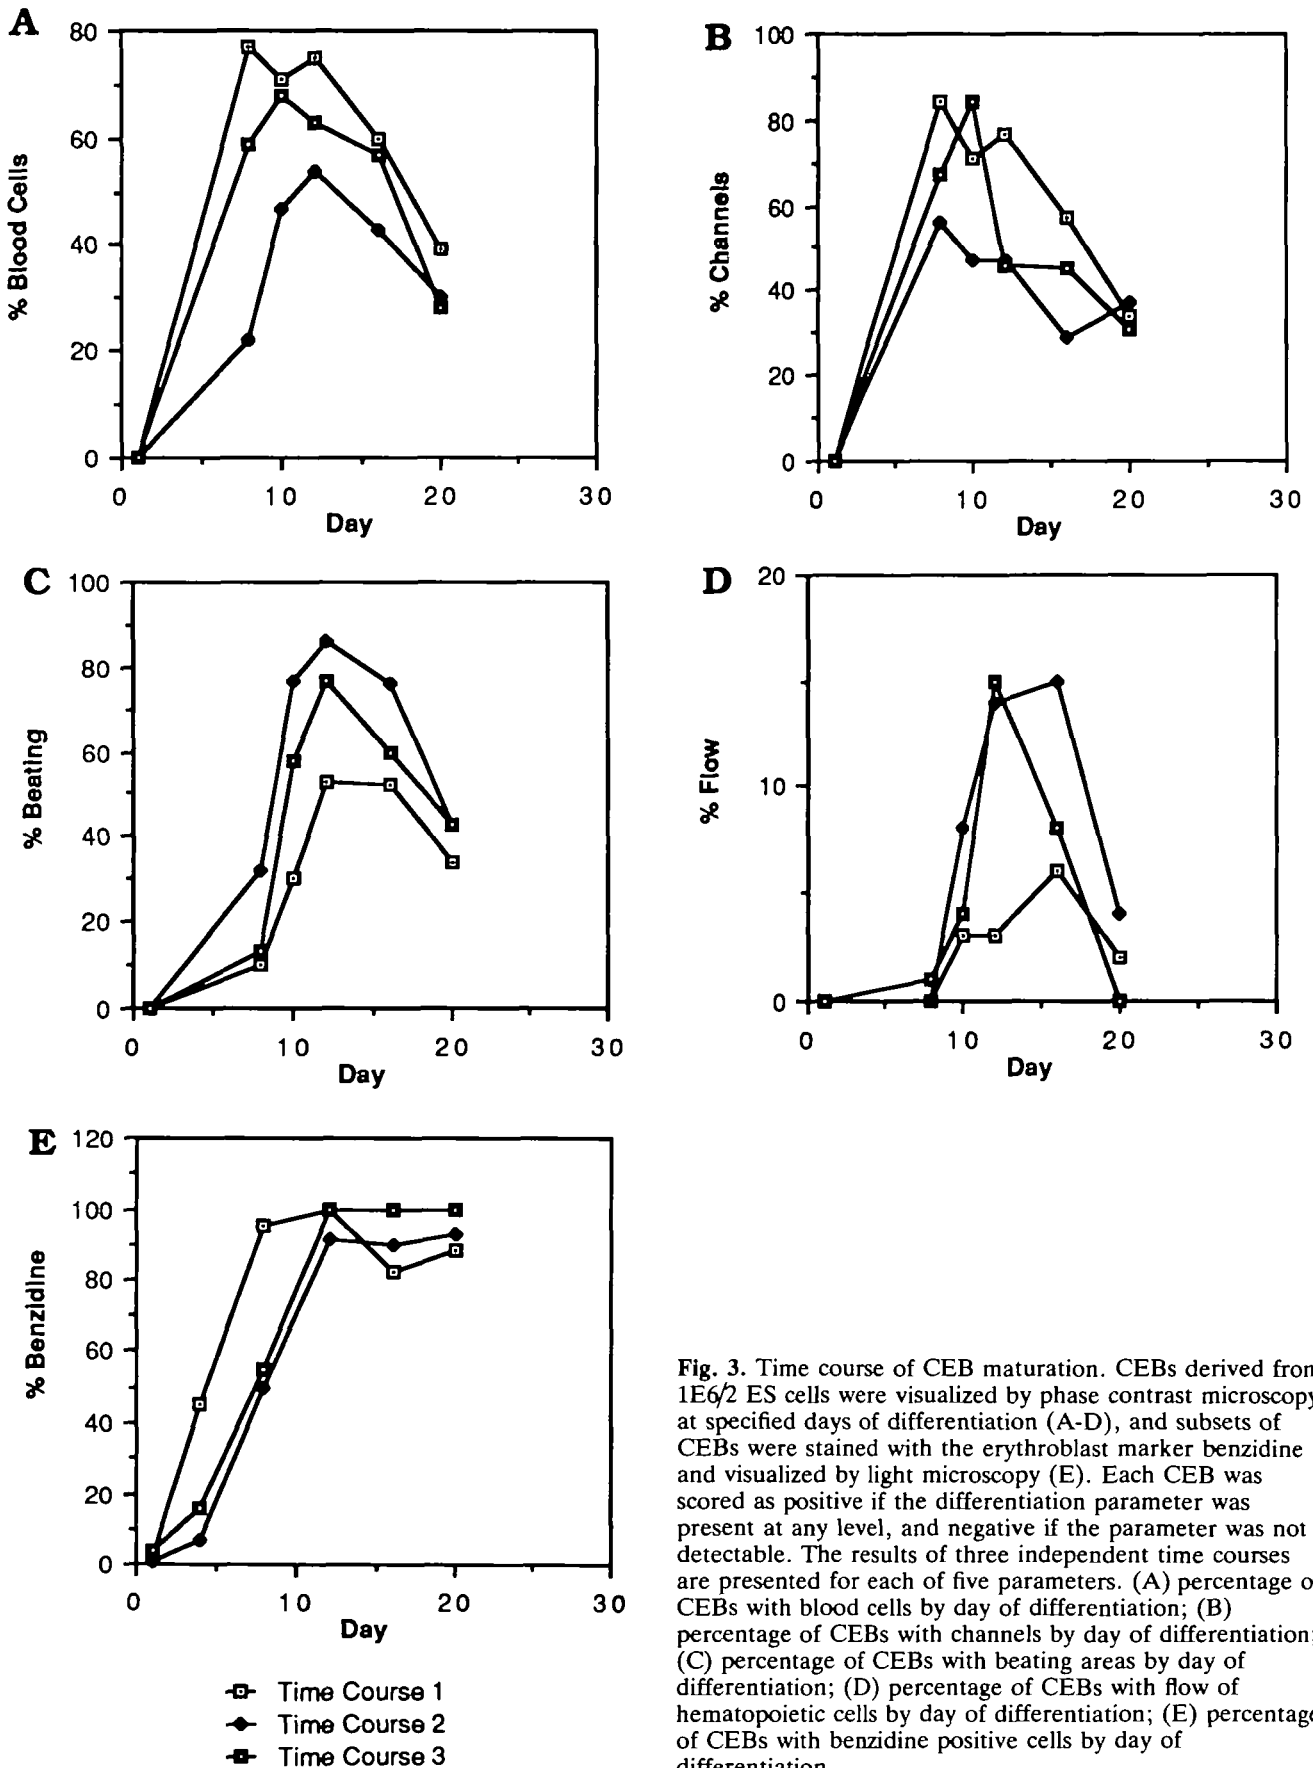 A
80
60
40
20
0
% Blood Cells
0 10 20 30
Day
B
100
80
60
40
20
0
% Channels
0 10 20 30
Day
C
100
80
60
40
20
0
% Beating
0 10 20 30
Day
D
20
10
0
% Flow
0 10 20 30
Day
E
120
100
80
60
40
20
0
% Benzidine
0 10 20 30
Day
Time Course 1
Time Course 2
Time Course 3
Fig. 3. Time course of CEB maturation. CEBs derived from
1E6/2 ES cells were visualized by phase contrast microscopy
at specified days of differentiation (A-D), and subsets of
CEBs were stained with the erythroblast marker benzidine
and visualized by light microscopy (E). Each CEB was
scored as positive if the differentiation parameter was
present at any level, and negative if the parameter was not
detectable. The results of three independent time courses
are presented for each of five parameters. (A) percentage o
CEBs with blood cells by day of differentiation; (B)
percentage of CEBs with channels by day of differentiation;
(C) percentage of CEBs with beating areas by day of
differentiation; (D) percentage of CEBs with flow of
hematopoietic cells by day of differentiation; (E) percentage
of CEBs with benzidine positive cells by day of
differentiation